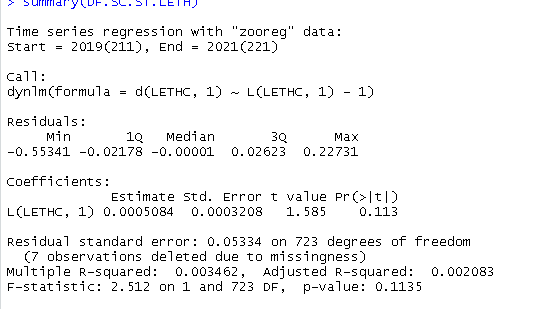 > summary(DF.SC.ST.LETH)
Time series regression with "zooreg" data:
Start = 2019(211), End = 2021(221)
Call:
dynlm(formula = d(LETHC, 1) ~ L(LETHC, 1) - 1)
Residuals:
Min 1Q Median 3Q Max
-0.55341 -0.02178 -0.00001 0.02623 0.22731
Coefficients:
Estimate Std. Error t value Pr(>|t|)
L(LETHC, 1) 0.0005084 0.0003208 1.585 0.113
Residual standard error: 0.05334 on 723 degrees of freedom
(7 observations deleted due to missingness)
Multiple R-squared: 0.003462, Adjusted R-squared: 0.002083
F-statistic: 2.512 on 1 and 723 DF, p-value: 0.1135